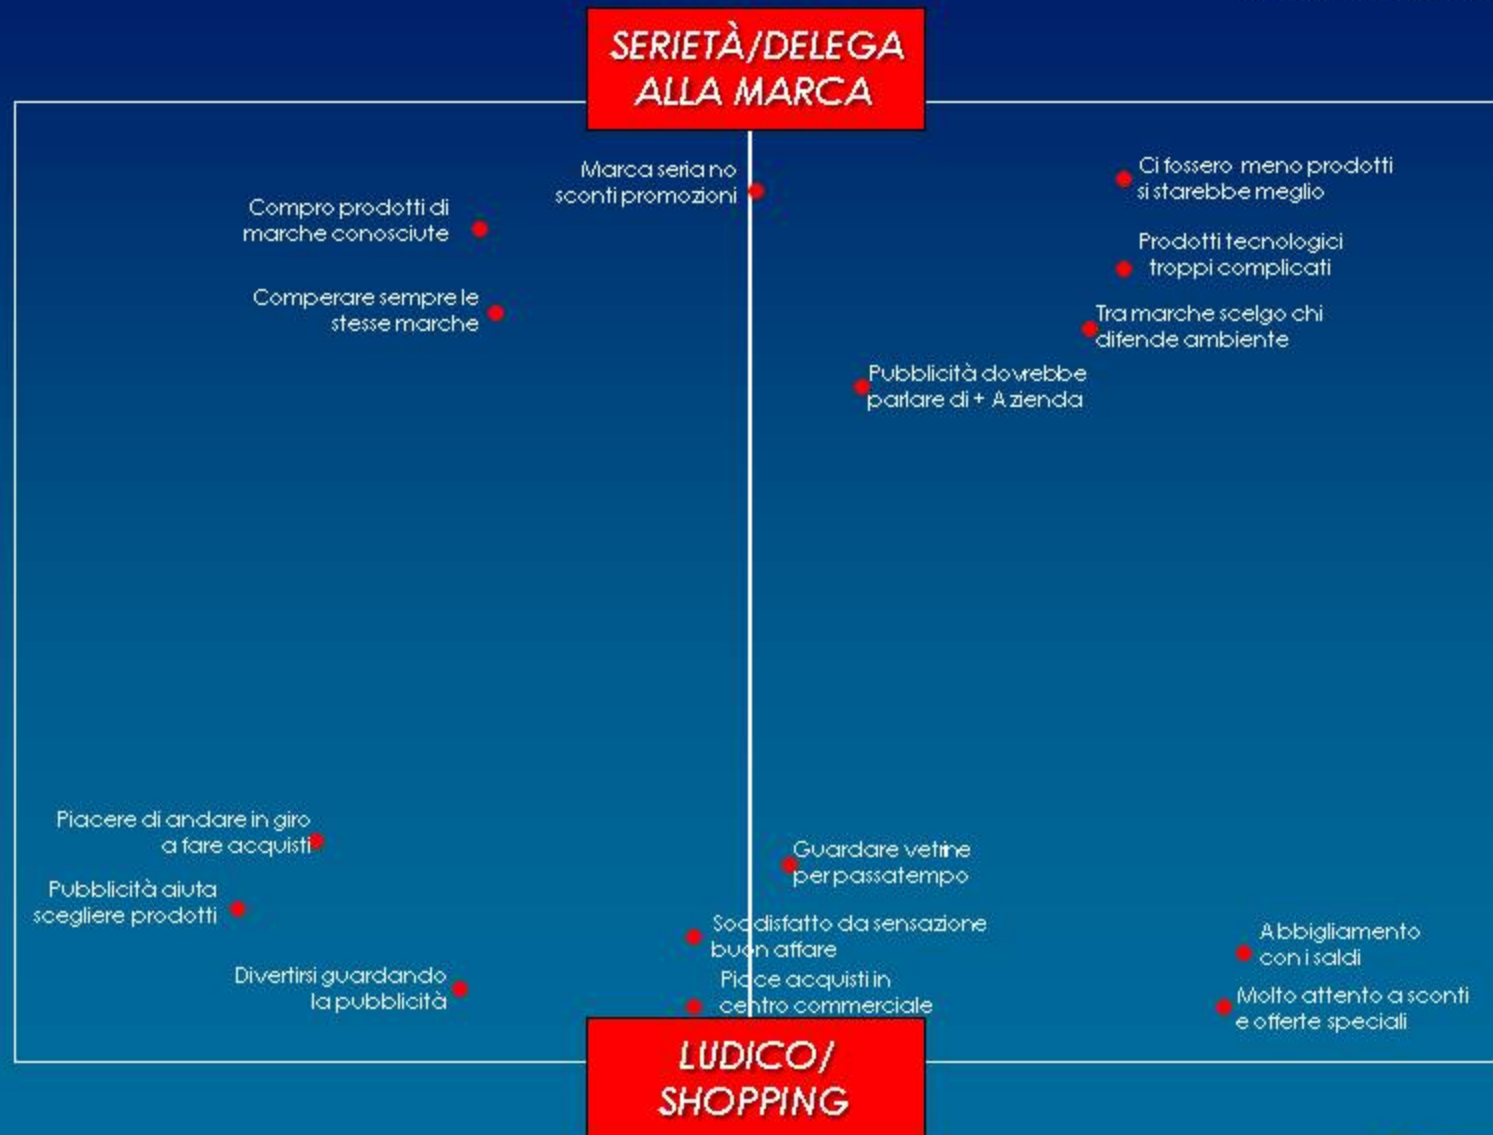 SERIETÀ/DELEGA
ALLA MARCA
Marca seria no
sconti promozioni
Ci fossero meno prodotti
si starebbe meglio
Compro prodotti di
marche conosciute
Prodotti tecnologici
troppi complicati
Comperare sempre le
stesse marche
Tra marche scelgo chi
difende ambiente
Pubblicità dovrebbe
parlare di + Azienda
Piacere di andare in giro
a fare acquisti
Guardare vetrine
per passatempo
Pubblicità aiuta
scegliere prodotti
Soddisfatto da sensazione
buon affare
Abbigliamento
con i saldi
Divertirsi guardando
la pubblicità
Piace acquisti in
centro commerciale
Molto attento a sconti
e offerte speciali
LUDICO/
SHOPPING